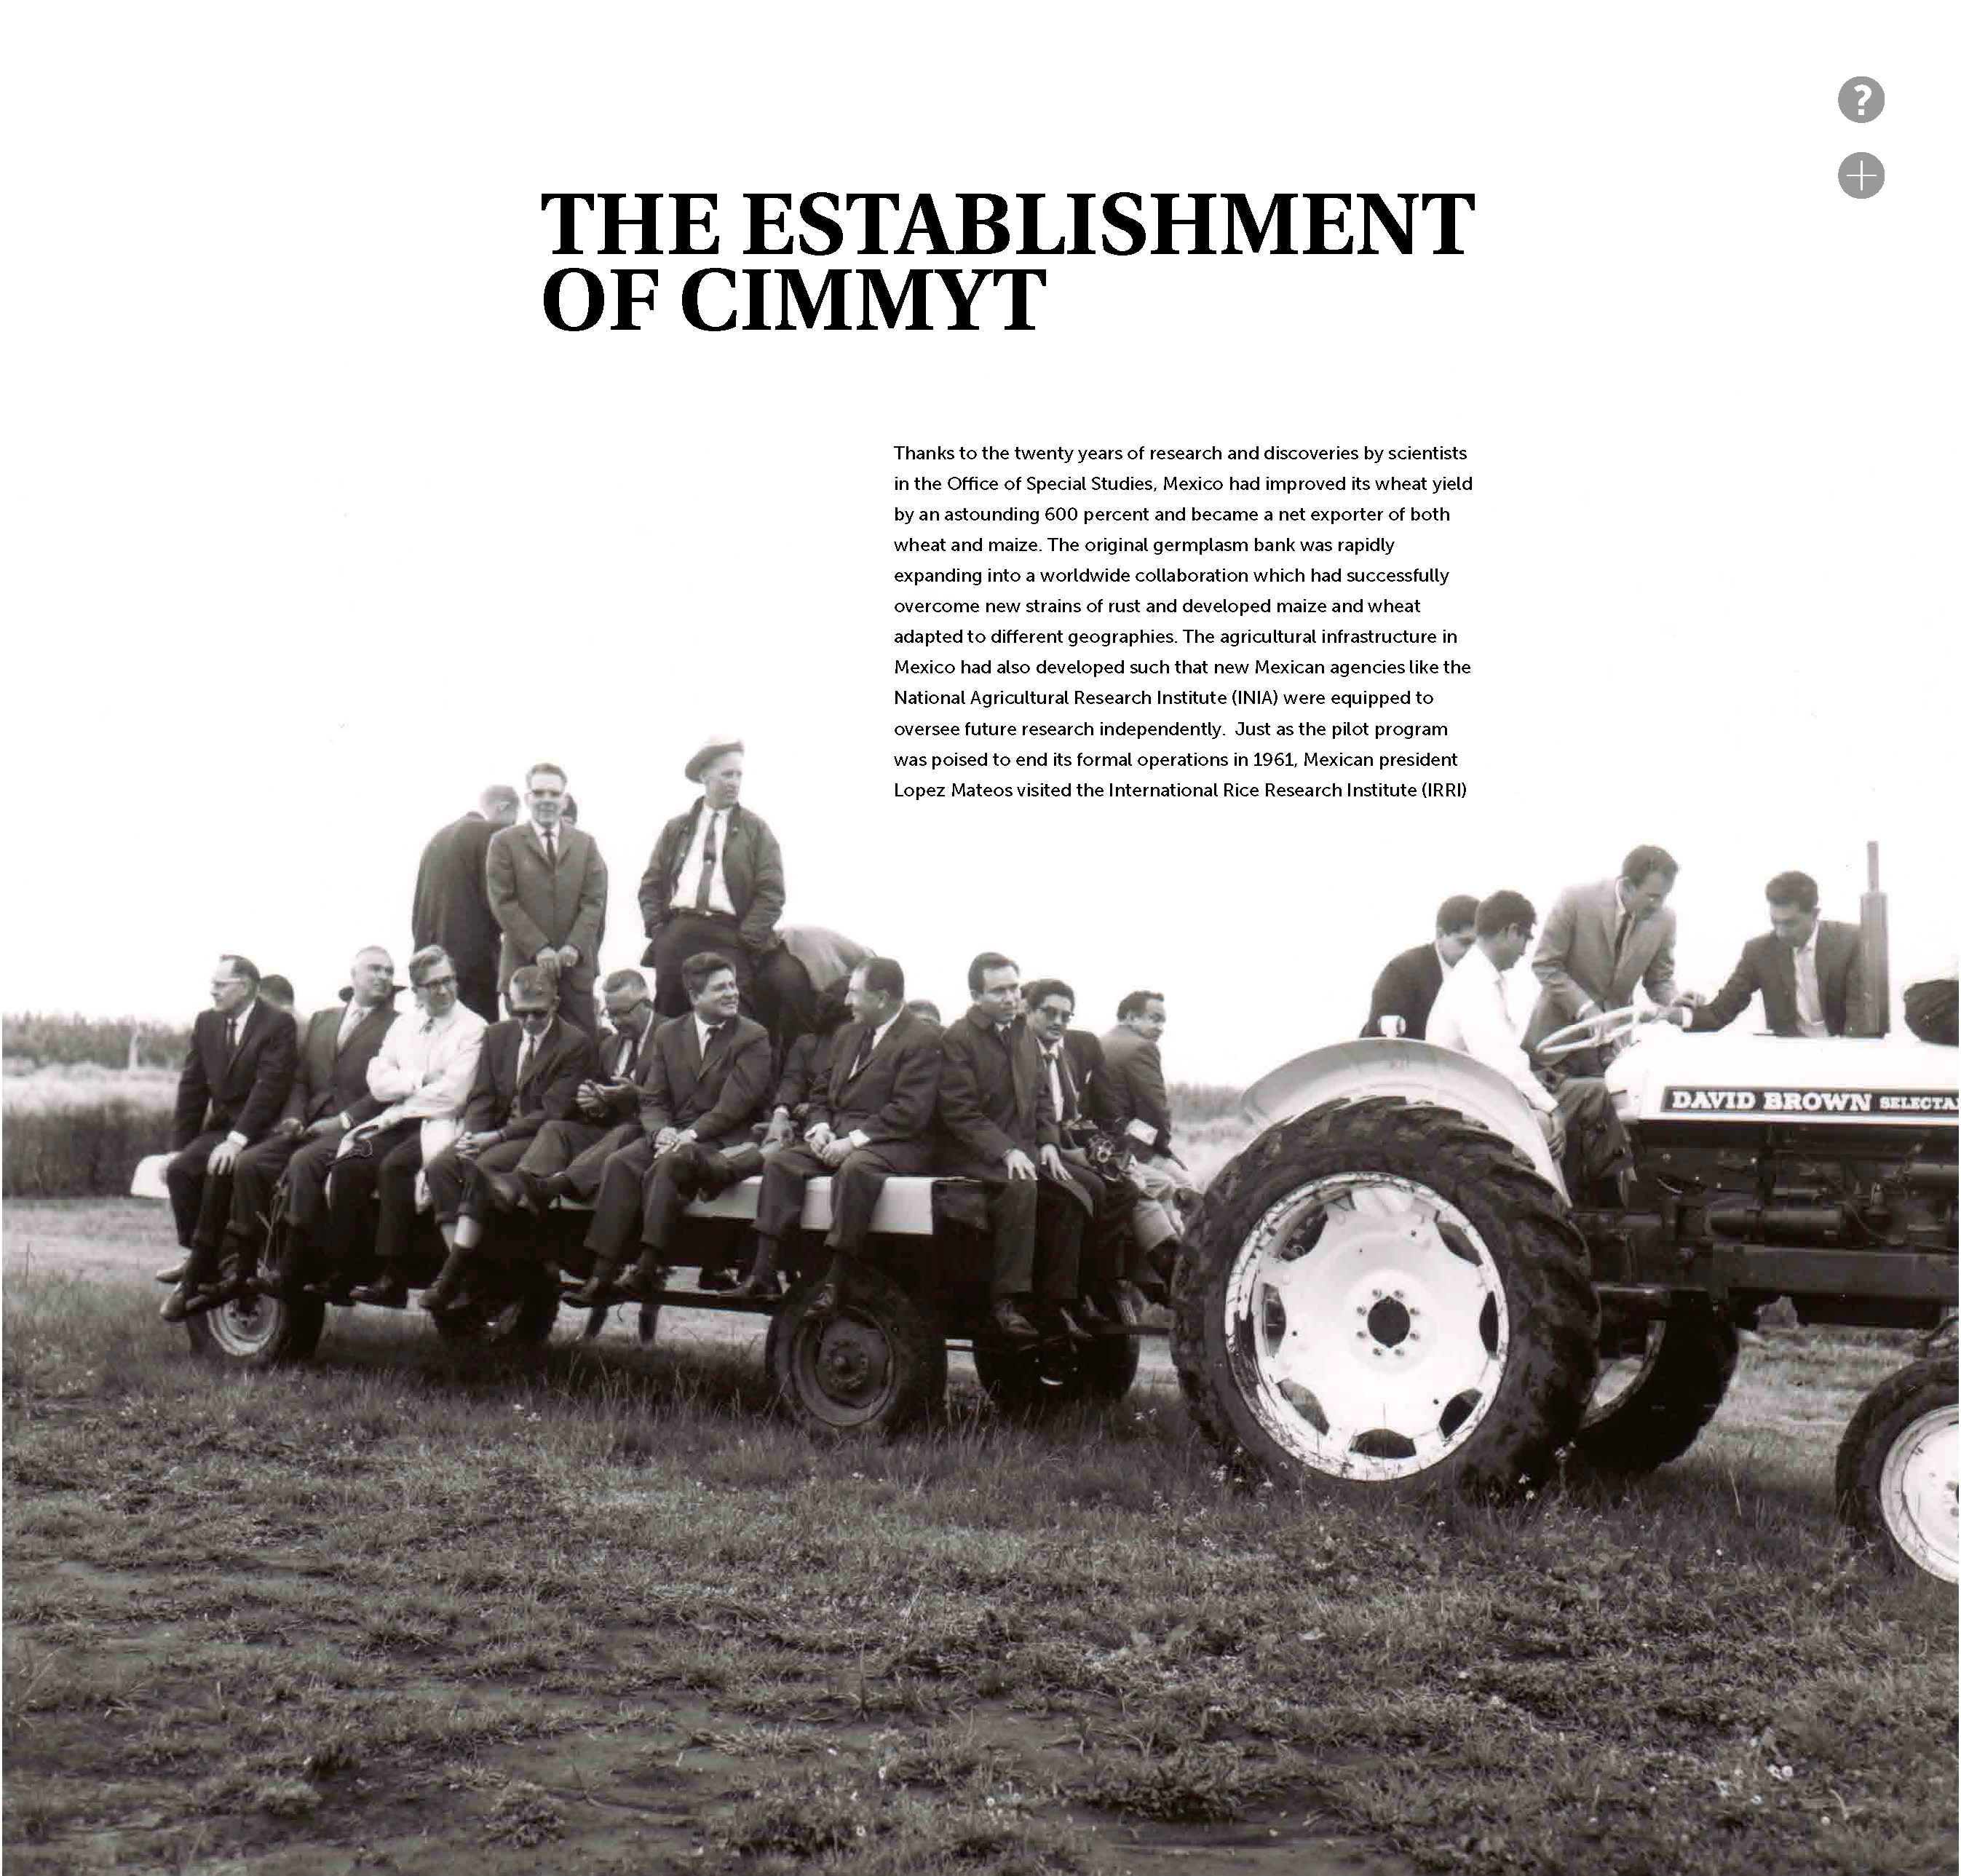 ?
THE ESTABLISHMENT
OF CIMMYT
Thanks to the twenty years of research and discoveries by scientists
in the Office of Special Studies, Mexico had improved its wheat yield
by an astounding 600 percent and became a net exporter of both
wheat and maize. The original germplasm bank was rapidly
expanding into a worldwide collaboration which had successfully
overcome new strains of rust and developed maize and wheat
adapted to different geographies. The agricultural infrastructure in
Mexico had also developed such that new Mexican agencies like the
National Agricultural Research Institute (INIA) were equipped to
oversee future research independently.  Just as the pilot program
was poised to end its formal operations in 1961, Mexican president
Lopez Mateos visited the International Rice Research Institute (IRRI)
DAVID BROWN SELECTA